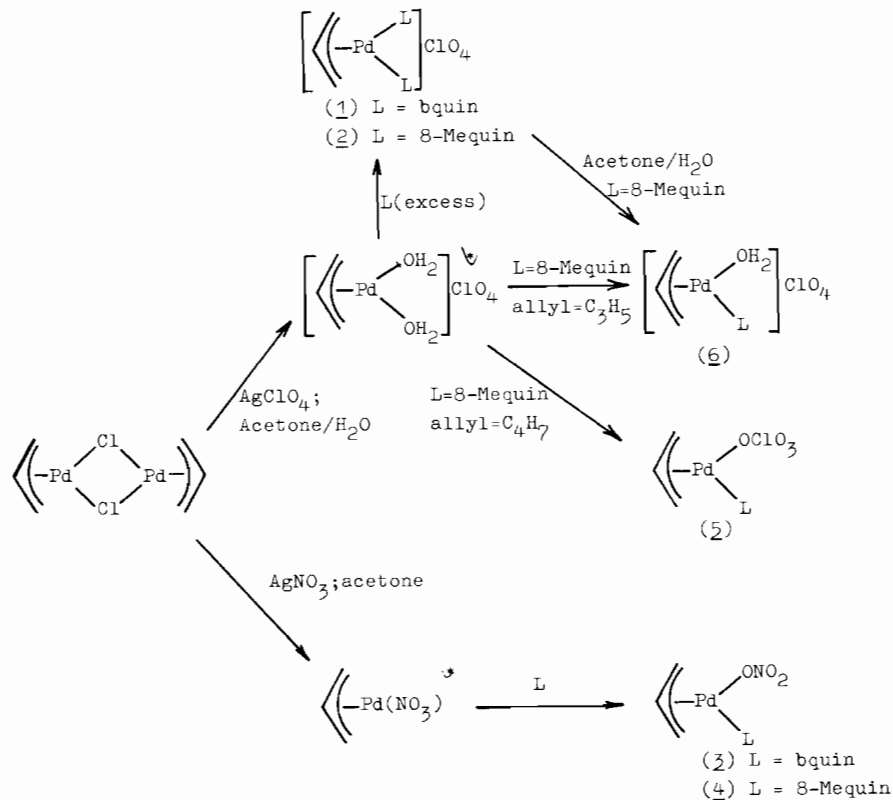 L
Pd
ClO4
L
(1) L = bquin
(2) L = 8-Mequin
Acetone/H2O
L=8-Mequin
L(excess)
OH2
Pd
ClO4
OH2
*
L=8-Mequin
allyl=C3H5
OH2
Pd
ClO4
L
(6)
AgClO4;
Acetone/H2O
L=8-Mequin
allyl=C4H7
Cl
Pd
Pd
Cl
OClO3
Pd
L
(5)
AgNO3;acetone
Pd(NO3)
*
L
ONO2
Pd
L
(3) L = bquin
(4) L = 8-Mequin